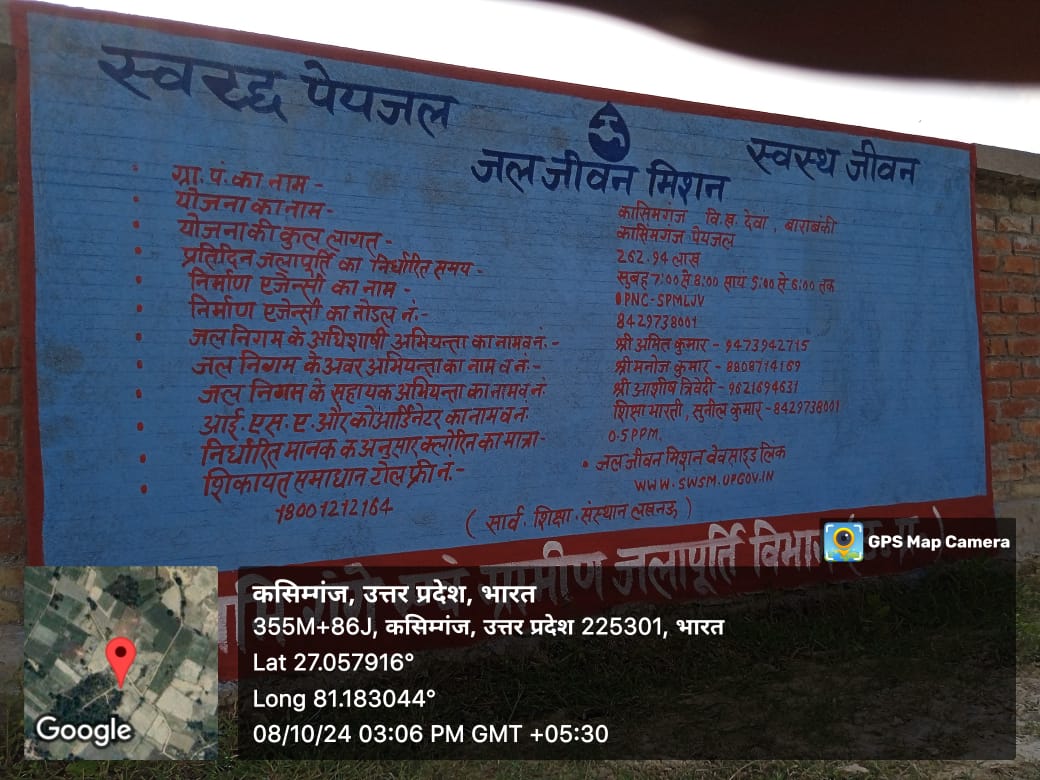 स्वच्छ पेयजल
जल जीवन मिशन
स्वस्थ जीवन
ग्रा. पं. का नाम -
कासिमगंज वि.ख. देवां, बाराबंकी
योजना का नाम -
कासिमगंज पेयजल
योजना की कुल लागत -
262.94 लाख
प्रतिदिन जलापूर्ति का निर्धारित समय -
सुबह 7:00 से 8:00 सायं 5:00 से 6:00 तक
निर्माण एजेन्सी का नाम -
PNC-SPMLJV
निर्माण एजेन्सी का नोडल नं:-
8429738001
जल निगम के अधिशाषी अभियन्ता का नाम व नं:-
श्री अमित कुमार - 9473942715
जल निगम के अवर अभियन्ता का नाम व नं:-
श्री मनोज कुमार - 8808714169
जल निगम के सहायक अभियन्ता का नाम व नं
श्री आशीष त्रिवेदी - 9621694631
आई. एस. ए. और कोआर्डिनेटर का नाम व नं:
शिक्षा भारती, सुनील कुमार - 8429738001
निर्धारित मानक क अनुसार क्लोरित का मात्रा -
0.5 PPM.
शिकायत समाधान टोल फ्री नं:-
18001212164
जल जीवन मिशन वेवसाइड लिंक
WWW.SWSM.UPGOV.IN
( सार्व. शिक्षा. संस्थान लखनऊ )
ग्रामीण जलापूर्ति विभाग
GPS Map Camera
कसिम्गंज, उत्तर प्रदेश, भारत
355M+86J, कसिम्गंज, उत्तर प्रदेश 225301, भारत
Lat 27.057916°
Long 81.183044°
08/10/24 03:06 PM GMT +05:30
Google